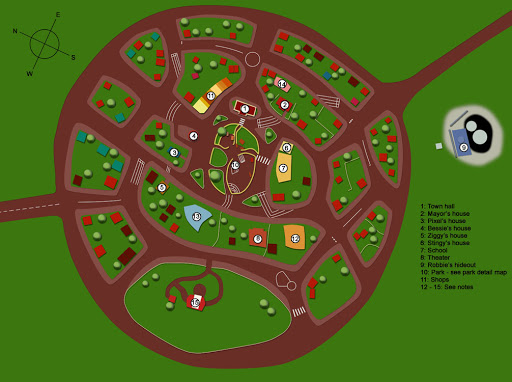 E
N
S
W
14
11
1
2
4
6
9
3
10
7
5
13
8
12
15
1: Town hall
2: Mayor's house
3: Pixel's house
4: Bessie's house
5: Ziggy's house
6: Stingy's house
7: School
8: Theater
9: Robbie's hideout
10: Park - see park detail map
11: Shops
12 - 15: See notes